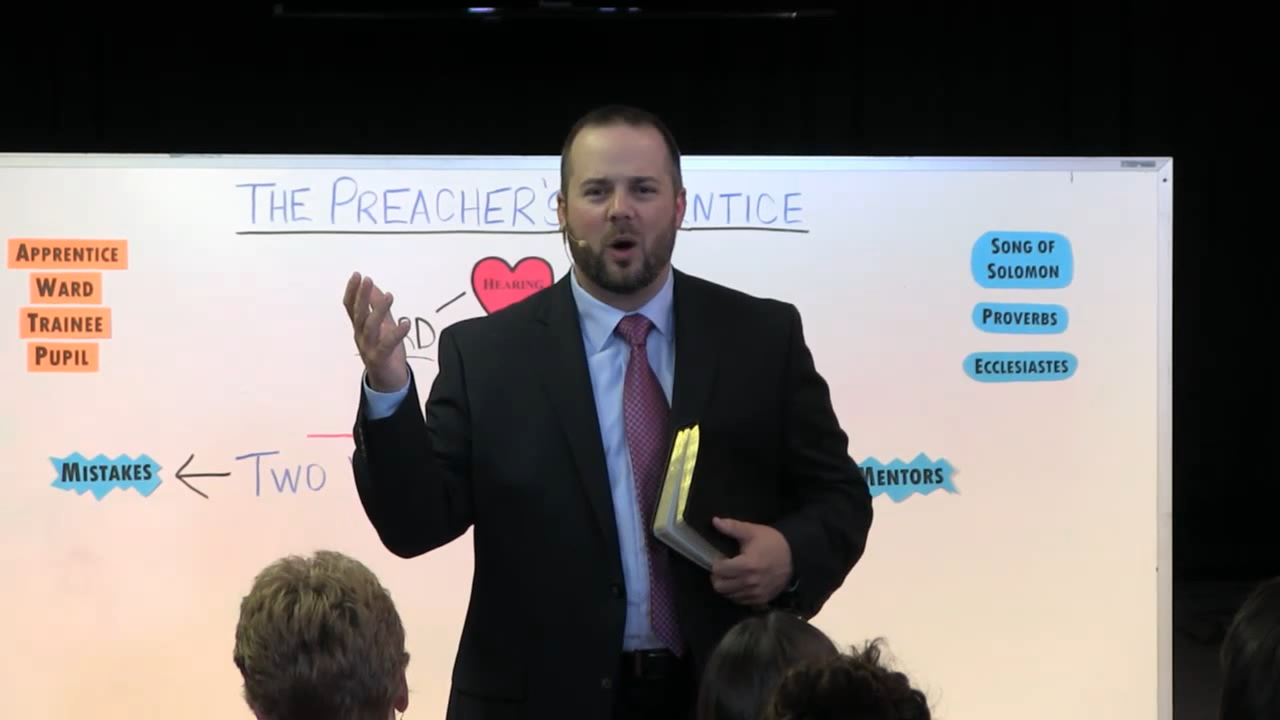 THE PREACHER'S NTICE
APPRENTICE
WARD
TRAINEE
PUPIL
HEARING
RD
SONG OF
SOLOMON
PROVERBS
ECCLESIASTES
MISTAKES
TWO
MENTORS